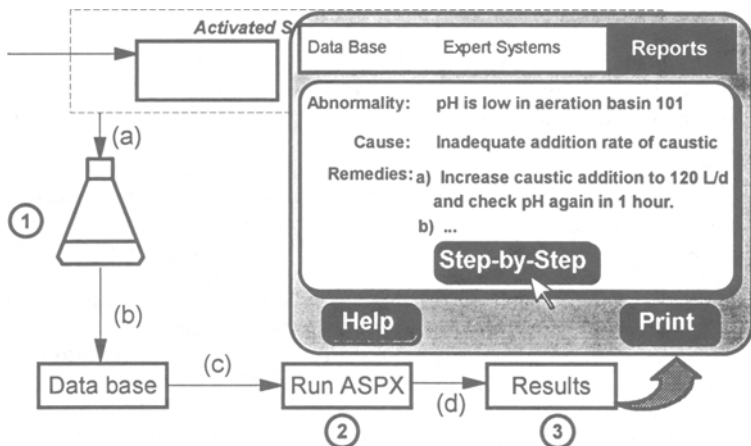 Activated S
Data Base Expert Systems Reports
Abnormality: pH is low in aeration basin 101
Cause: Inadequate addition rate of caustic
Remedies: a) Increase caustic addition to 120 L/d
and check pH again in 1 hour.
b) ...
Step-by-Step
Help Print
(a)
1
(b)
Data base (c) Run ASPX (d) Results
2 3